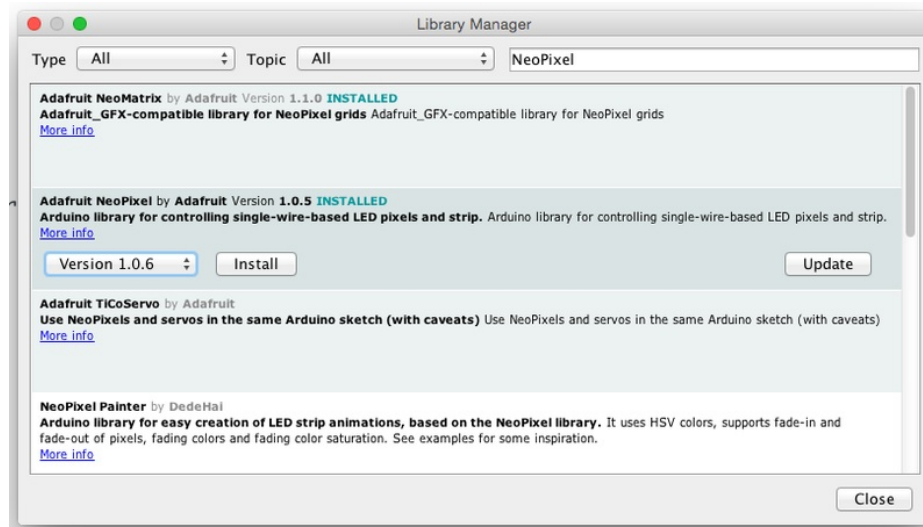 Library Manager
Type All Topic All NeoPixel
Adafruit NeoMatrix by Adafruit Version 1.1.0 INSTALLED
Adafruit_GFX-compatible library for NeoPixel grids Adafruit_GFX-compatible library for NeoPixel grids
More info
Adafruit NeoPixel by Adafruit Version 1.0.5 INSTALLED
Arduino library for controlling single-wire-based LED pixels and strip. Arduino library for controlling single-wire-based LED pixels and strip.
More info
Version 1.0.6 Install Update
Adafruit TiCoServo by Adafruit
Use NeoPixels and servos in the same Arduino sketch (with caveats) Use NeoPixels and servos in the same Arduino sketch (with caveats)
More info
NeoPixel Painter by DedeHai
Arduino library for easy creation of LED strip animations, based on the NeoPixel library. It uses HSV colors, supports fade-in and
fade-out of pixels, fading colors and fading color saturation. See examples for some inspiration.
More info
Close